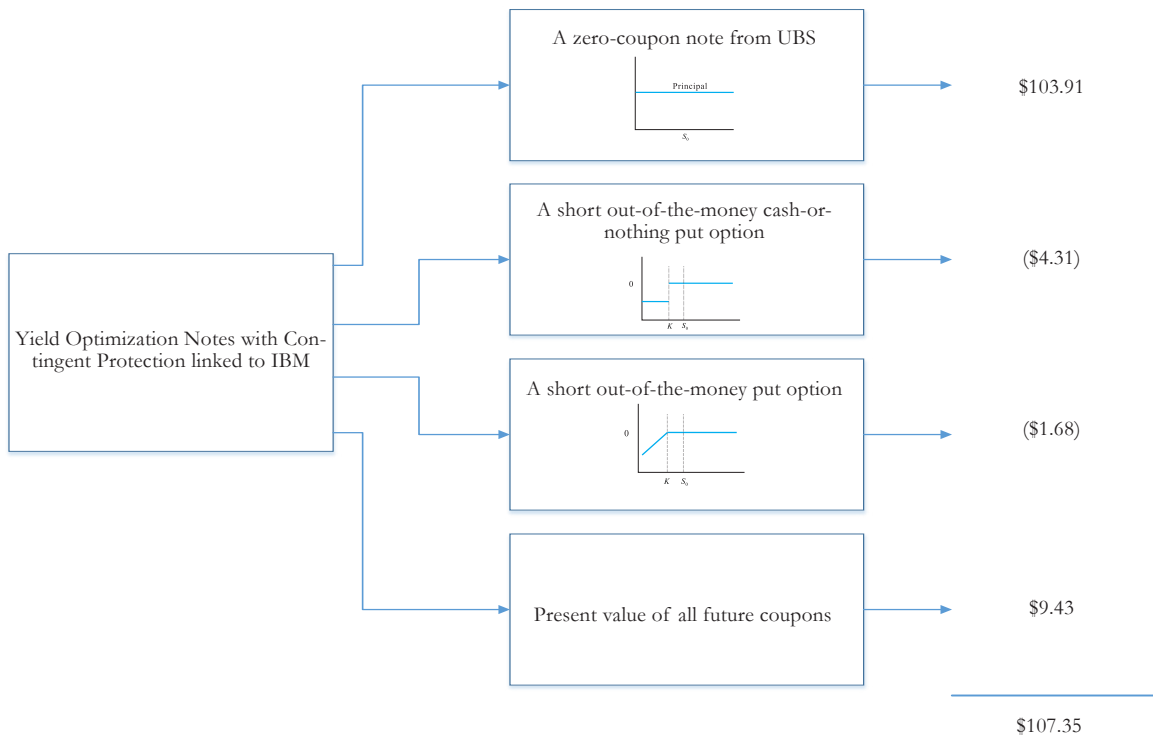 A zero-coupon note from UBS
Principal
S₀
$103.91
A short out-of-the-money cash-or-
nothing put option
0
K S₀
($4.31)
Yield Optimization Notes with Con-
tingent Protection linked to IBM
A short out-of-the-money put option
0
K S₀
($1.68)
Present value of all future coupons
$9.43
$107.35